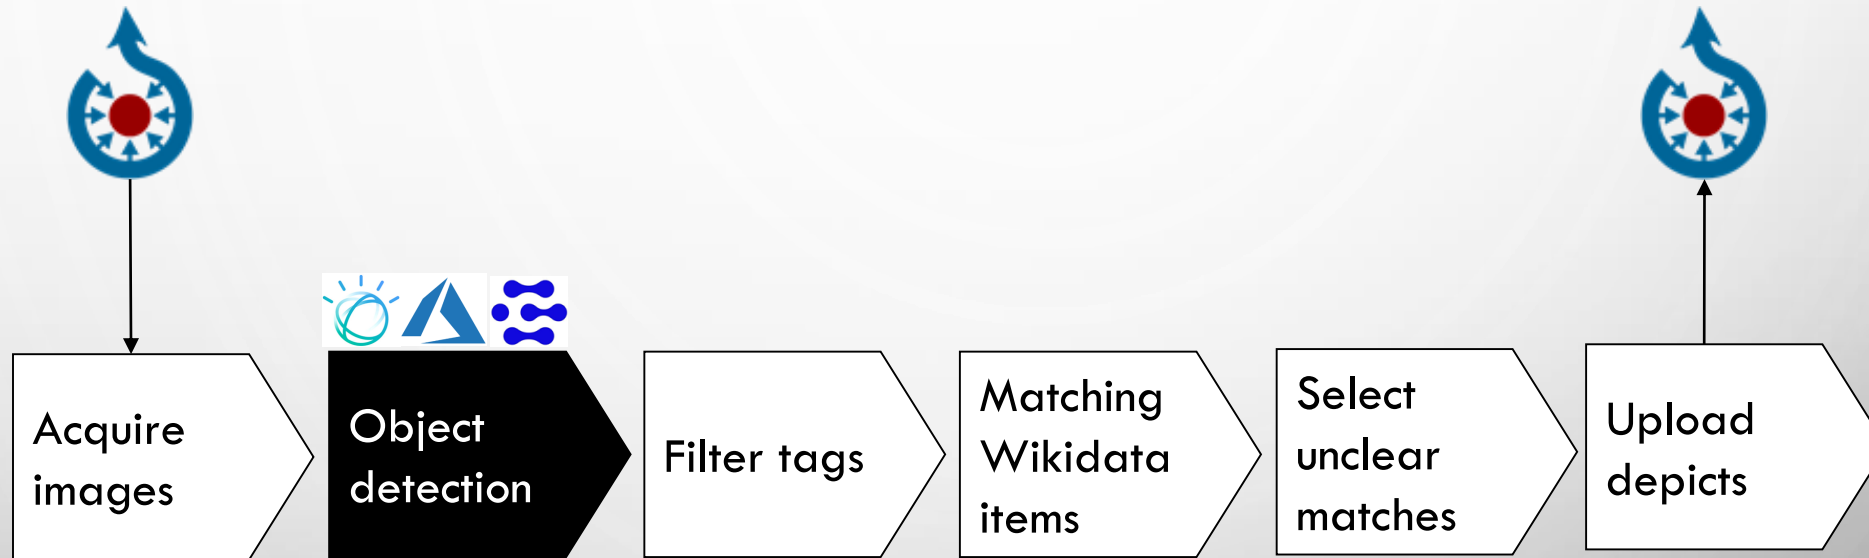 Acquire
images
Object
detection
Filter tags
Matching
Wikidata
items
Select
unclear
matches
Upload
depicts